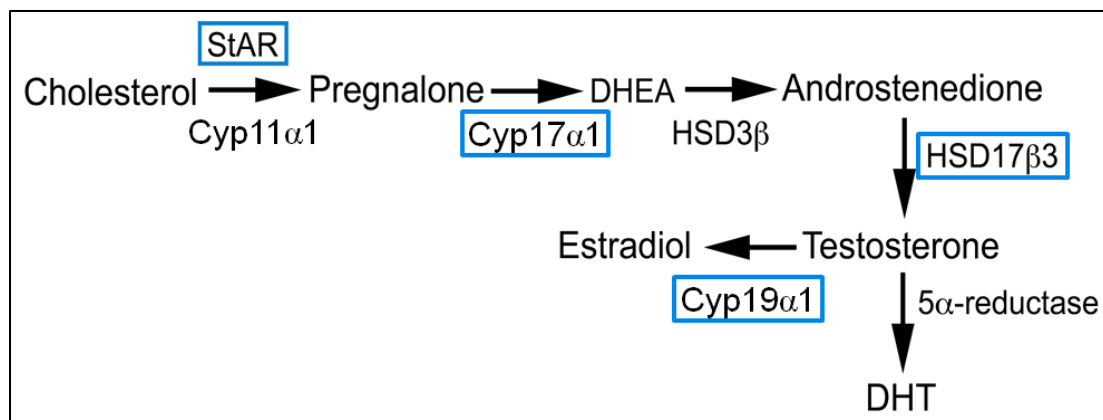 StAR
Cholesterol Pregnalone DHEA Androstenedione
Cyp11α1 Cyp17α1 HSD3β
HSD17β3
Estradiol Testosterone
Cyp19α1 5α-reductase
DHT